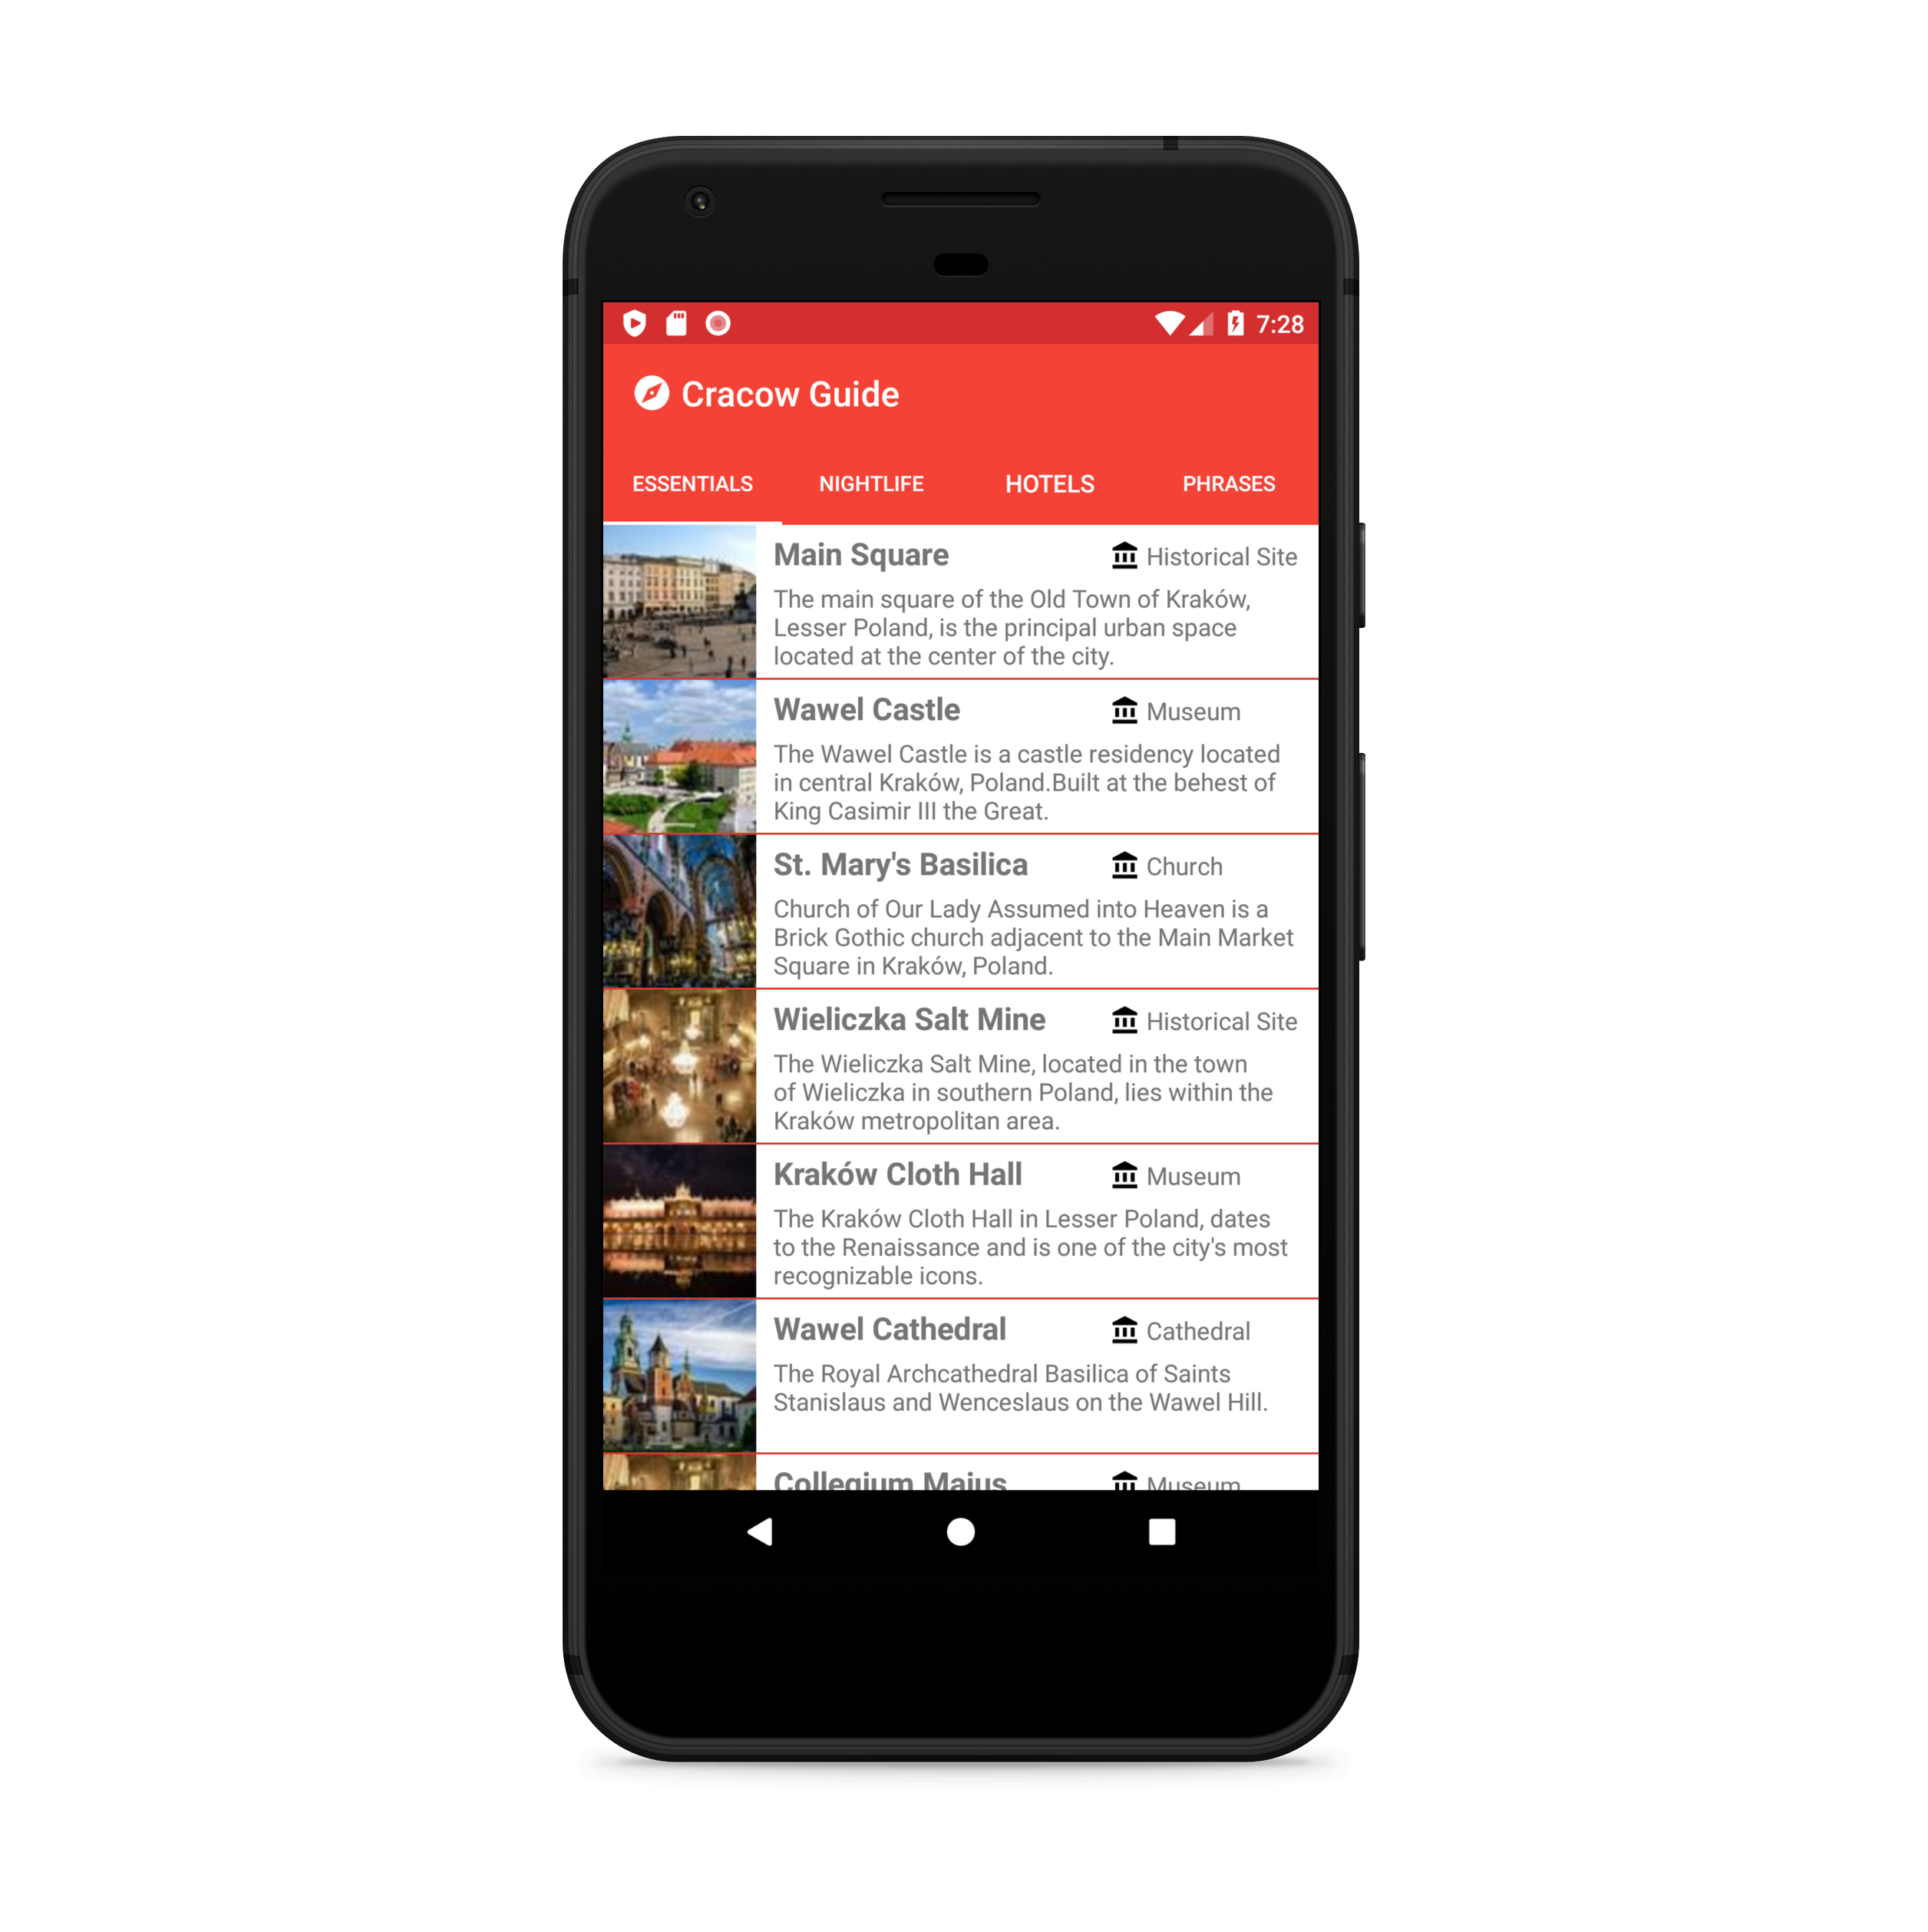 7:28
Cracow Guide
ESSENTIALS NIGHTLIFE HOTELS PHRASES
Main Square Historical Site
The main square of the Old Town of Kraków,
Lesser Poland, is the principal urban space
located at the center of the city.
Wawel Castle Museum
The Wawel Castle is a castle residency located
in central Kraków, Poland.Built at the behest of
King Casimir III the Great.
St. Mary's Basilica Church
Church of Our Lady Assumed into Heaven is a
Brick Gothic church adjacent to the Main Market
Square in Kraków, Poland.
Wieliczka Salt Mine Historical Site
The Wieliczka Salt Mine, located in the town
of Wieliczka in southern Poland, lies within the
Kraków metropolitan area.
Kraków Cloth Hall Museum
The Kraków Cloth Hall in Lesser Poland, dates
to the Renaissance and is one of the city's most
recognizable icons.
Wawel Cathedral Cathedral
The Royal Archcathedral Basilica of Saints
Stanislaus and Wenceslaus on the Wawel Hill.
Collegium Maius Museum